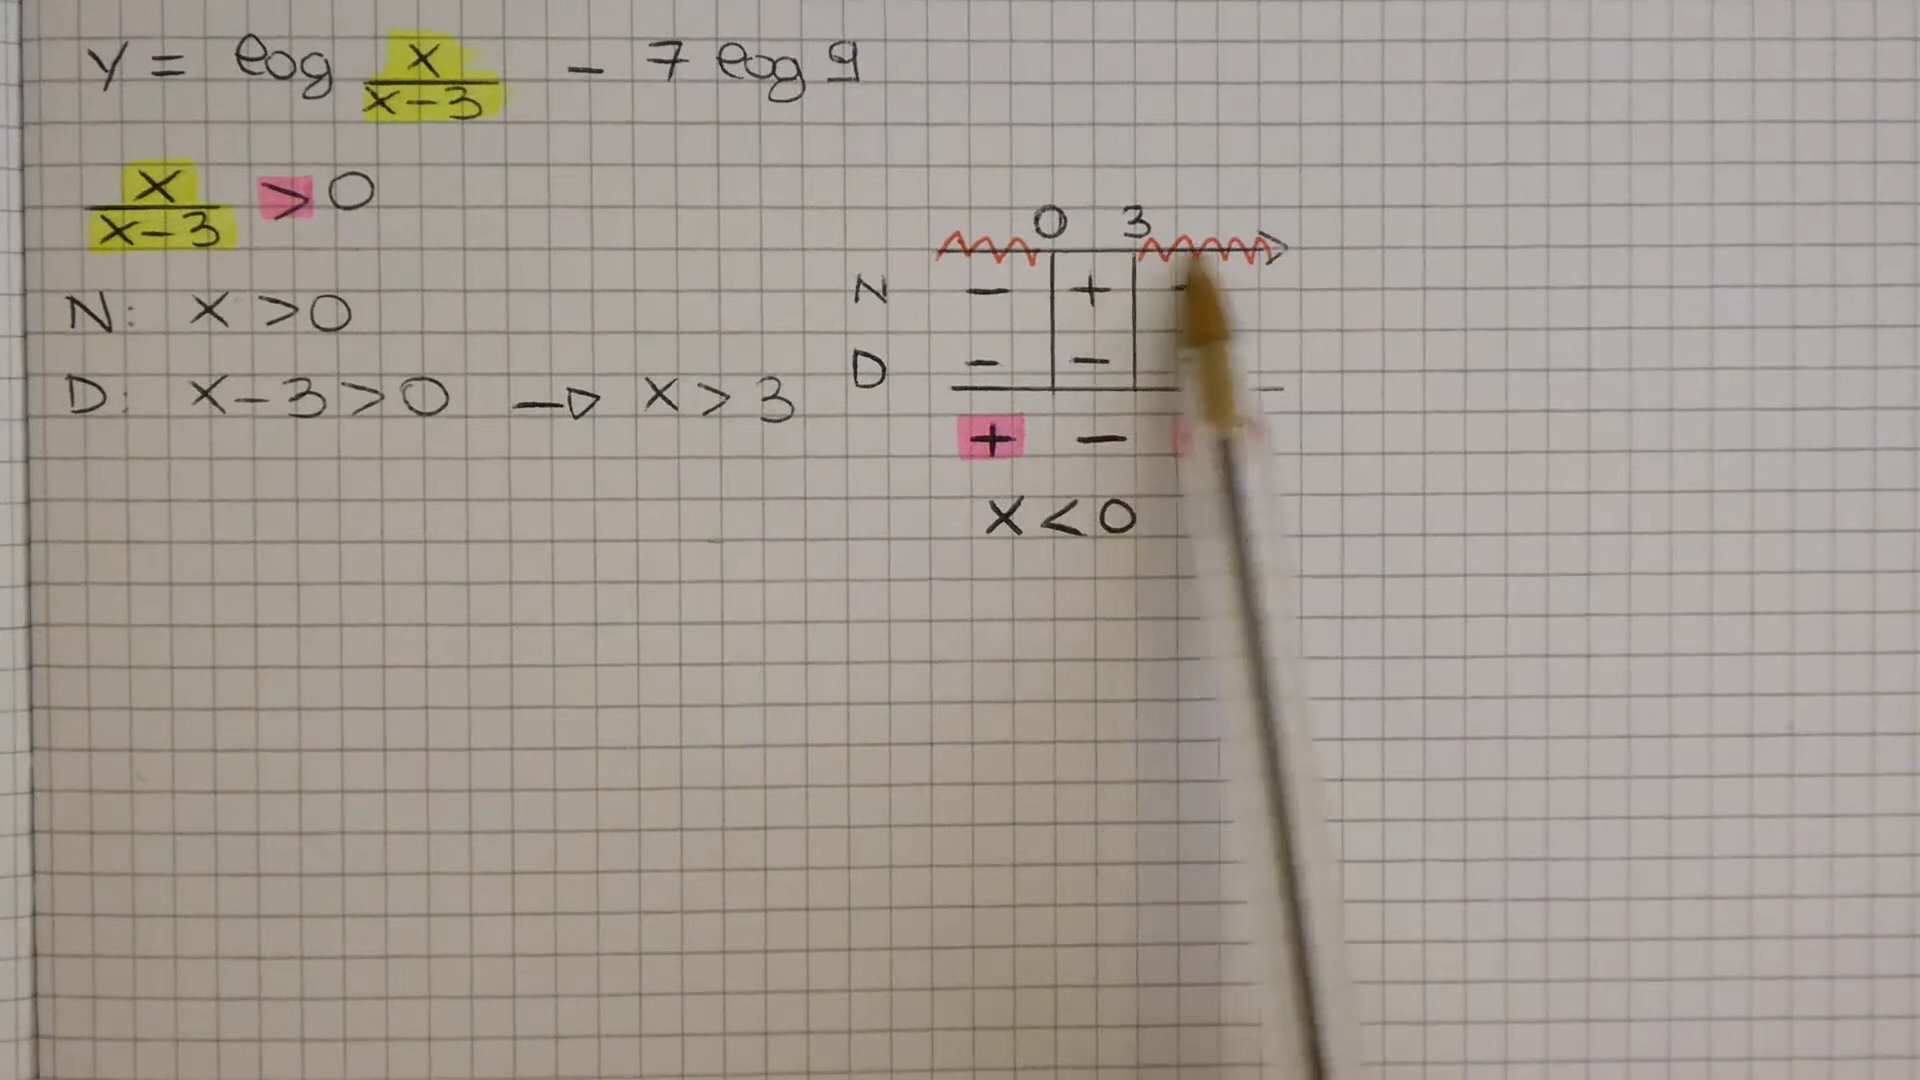 y = log x/(x-3) - 7 log 9
x/(x-3) > 0
N: x > 0
D: x-3 > 0 → x > 3
0 3
N - +
D - -
+ -
x < 0